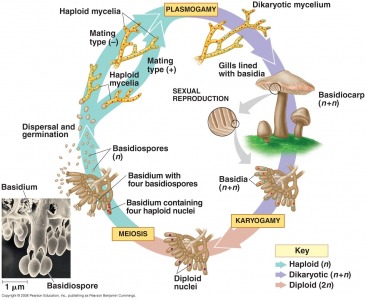 PLASMOGAMY
Haploid mycelia
Dikaryotic mycelium
Mating
type (–)
Mating
type (+)
Gills lined
with basidia
Haploid
mycelia
SEXUAL
REPRODUCTION
Basidiocarp
(n+n)
Dispersal and
germination
Basidiospores
(n)
Basidium with
four basidiospores
Basidia
(n+n)
Basidium
Basidium containing
four haploid nuclei
KARYOGAMY
MEIOSIS
Diploid
nuclei
Key
Haploid (n)
Dikaryotic (n+n)
Diploid (2n)
1 µm
Basidiospore
Copyright © 2008 Pearson Education, Inc., publishing as Pearson Benjamin Cummings.